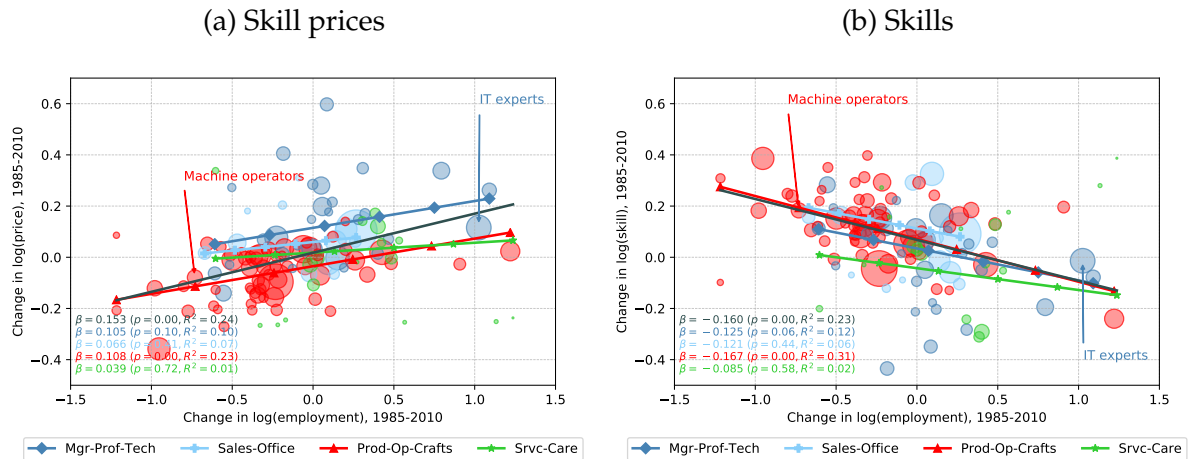 (a) Skill prices
Change in log(price), 1985-2010
0.6
0.4
0.2
0.0
−0.2
−0.4
Machine operators
IT experts
β = 0.153 (p = 0.00, R² = 0.24)
β = 0.105 (p = 0.10, R² = 0.10)
β = 0.066 (p = 1, R² = 0.07)
β = 0.108 (p = 0.00, R² = 0.23)
β = 0.039 (p = 0.72, R² = 0.01)
−1.5 −1.0 −0.5 0.0 0.5 1.0 1.5
Change in log(employment), 1985-2010
Mgr-Prof-Tech Sales-Office Prod-Op-Crafts Srvc-Care
(b) Skills
Change in log(skill), 1985-2010
0.6
0.4
0.2
0.0
−0.2
−0.4
Machine operators
IT experts
β = −0.160 (p = 0.00, R² = 0.23)
β = −0.125 (p = 0.06, R² = 0.12)
β = −0.121 (p = 0.44, R² = 0.06)
β = −0.167 (p = 0.00, R² = 0.31)
β = −0.085 (p = 0.58, R² = 0.02)
−1.5 −1.0 −0.5 0.0 0.5 1.0 1.5
Change in log(employment), 1985-2010
Mgr-Prof-Tech Sales-Office Prod-Op-Crafts Srvc-Care